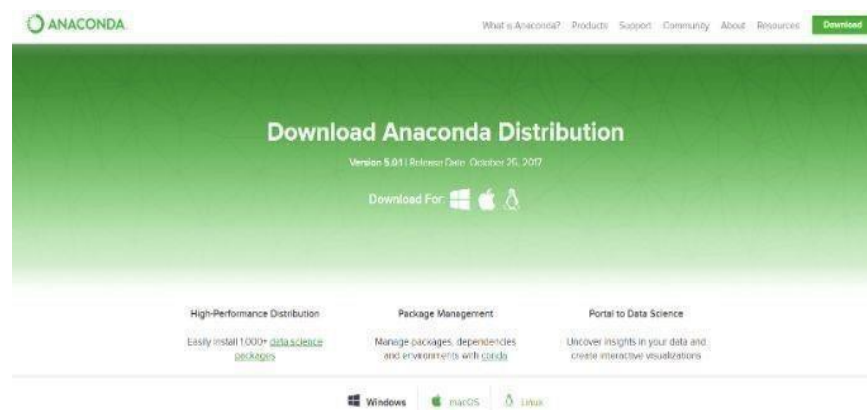 ANACONDA
What is Anaconda? Products Support Community About Resources Download
Download Anaconda Distribution
Version 5.0.1 | Release Date: October 25, 2017
Download For:
High-Performance Distribution
Easily install 1,000+ data science
packages
Package Management
Manage packages, dependencies
and environments with conda
Portal to Data Science
Uncover insights in your data and
create interactive visualizations
Windows macOS Linux